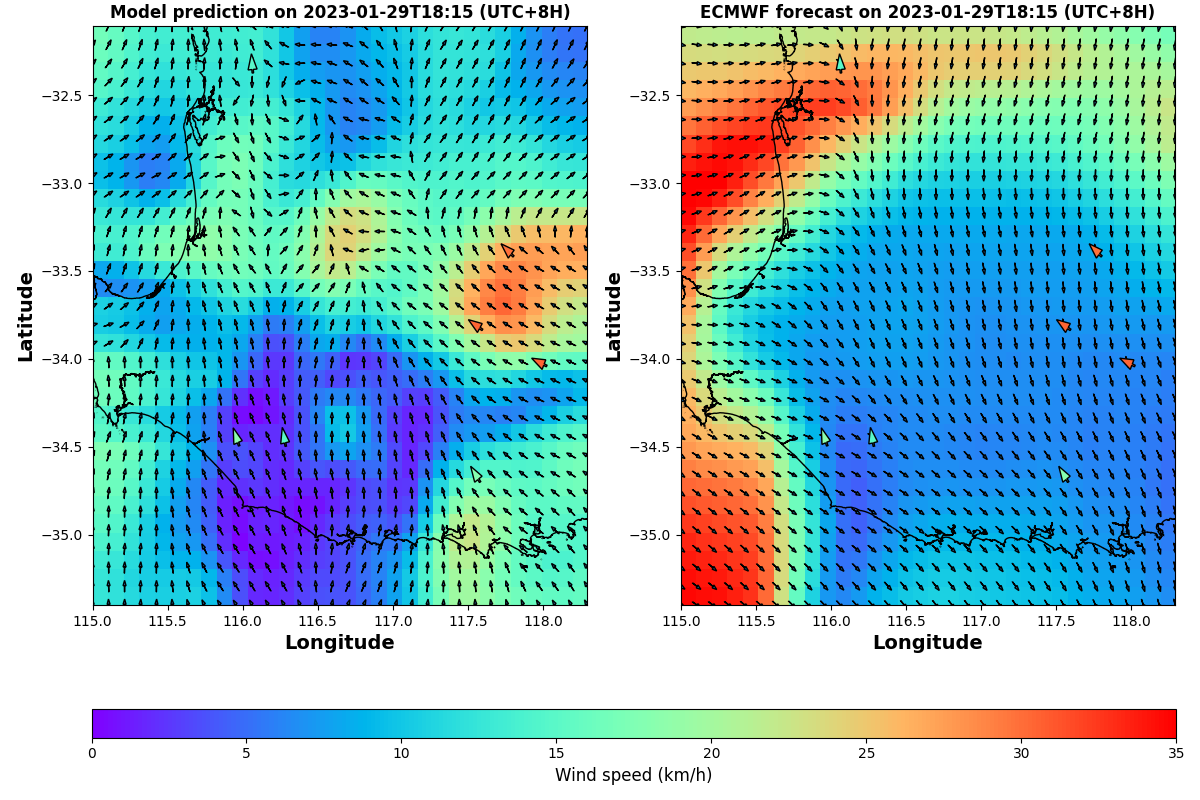 Model prediction on 2023-01-29T18:15 (UTC+8H)
ECMWF forecast on 2023-01-29T18:15 (UTC+8H)
Latitude
−32.5
−33.0
−33.5
−34.0
−34.5
−35.0
115.0 115.5 116.0 116.5 117.0 117.5 118.0
Longitude
Latitude
−32.5
−33.0
−33.5
−34.0
−34.5
−35.0
115.0 115.5 116.0 116.5 117.0 117.5 118.0
Longitude
0 5 10 15 20 25 30 35
Wind speed (km/h)